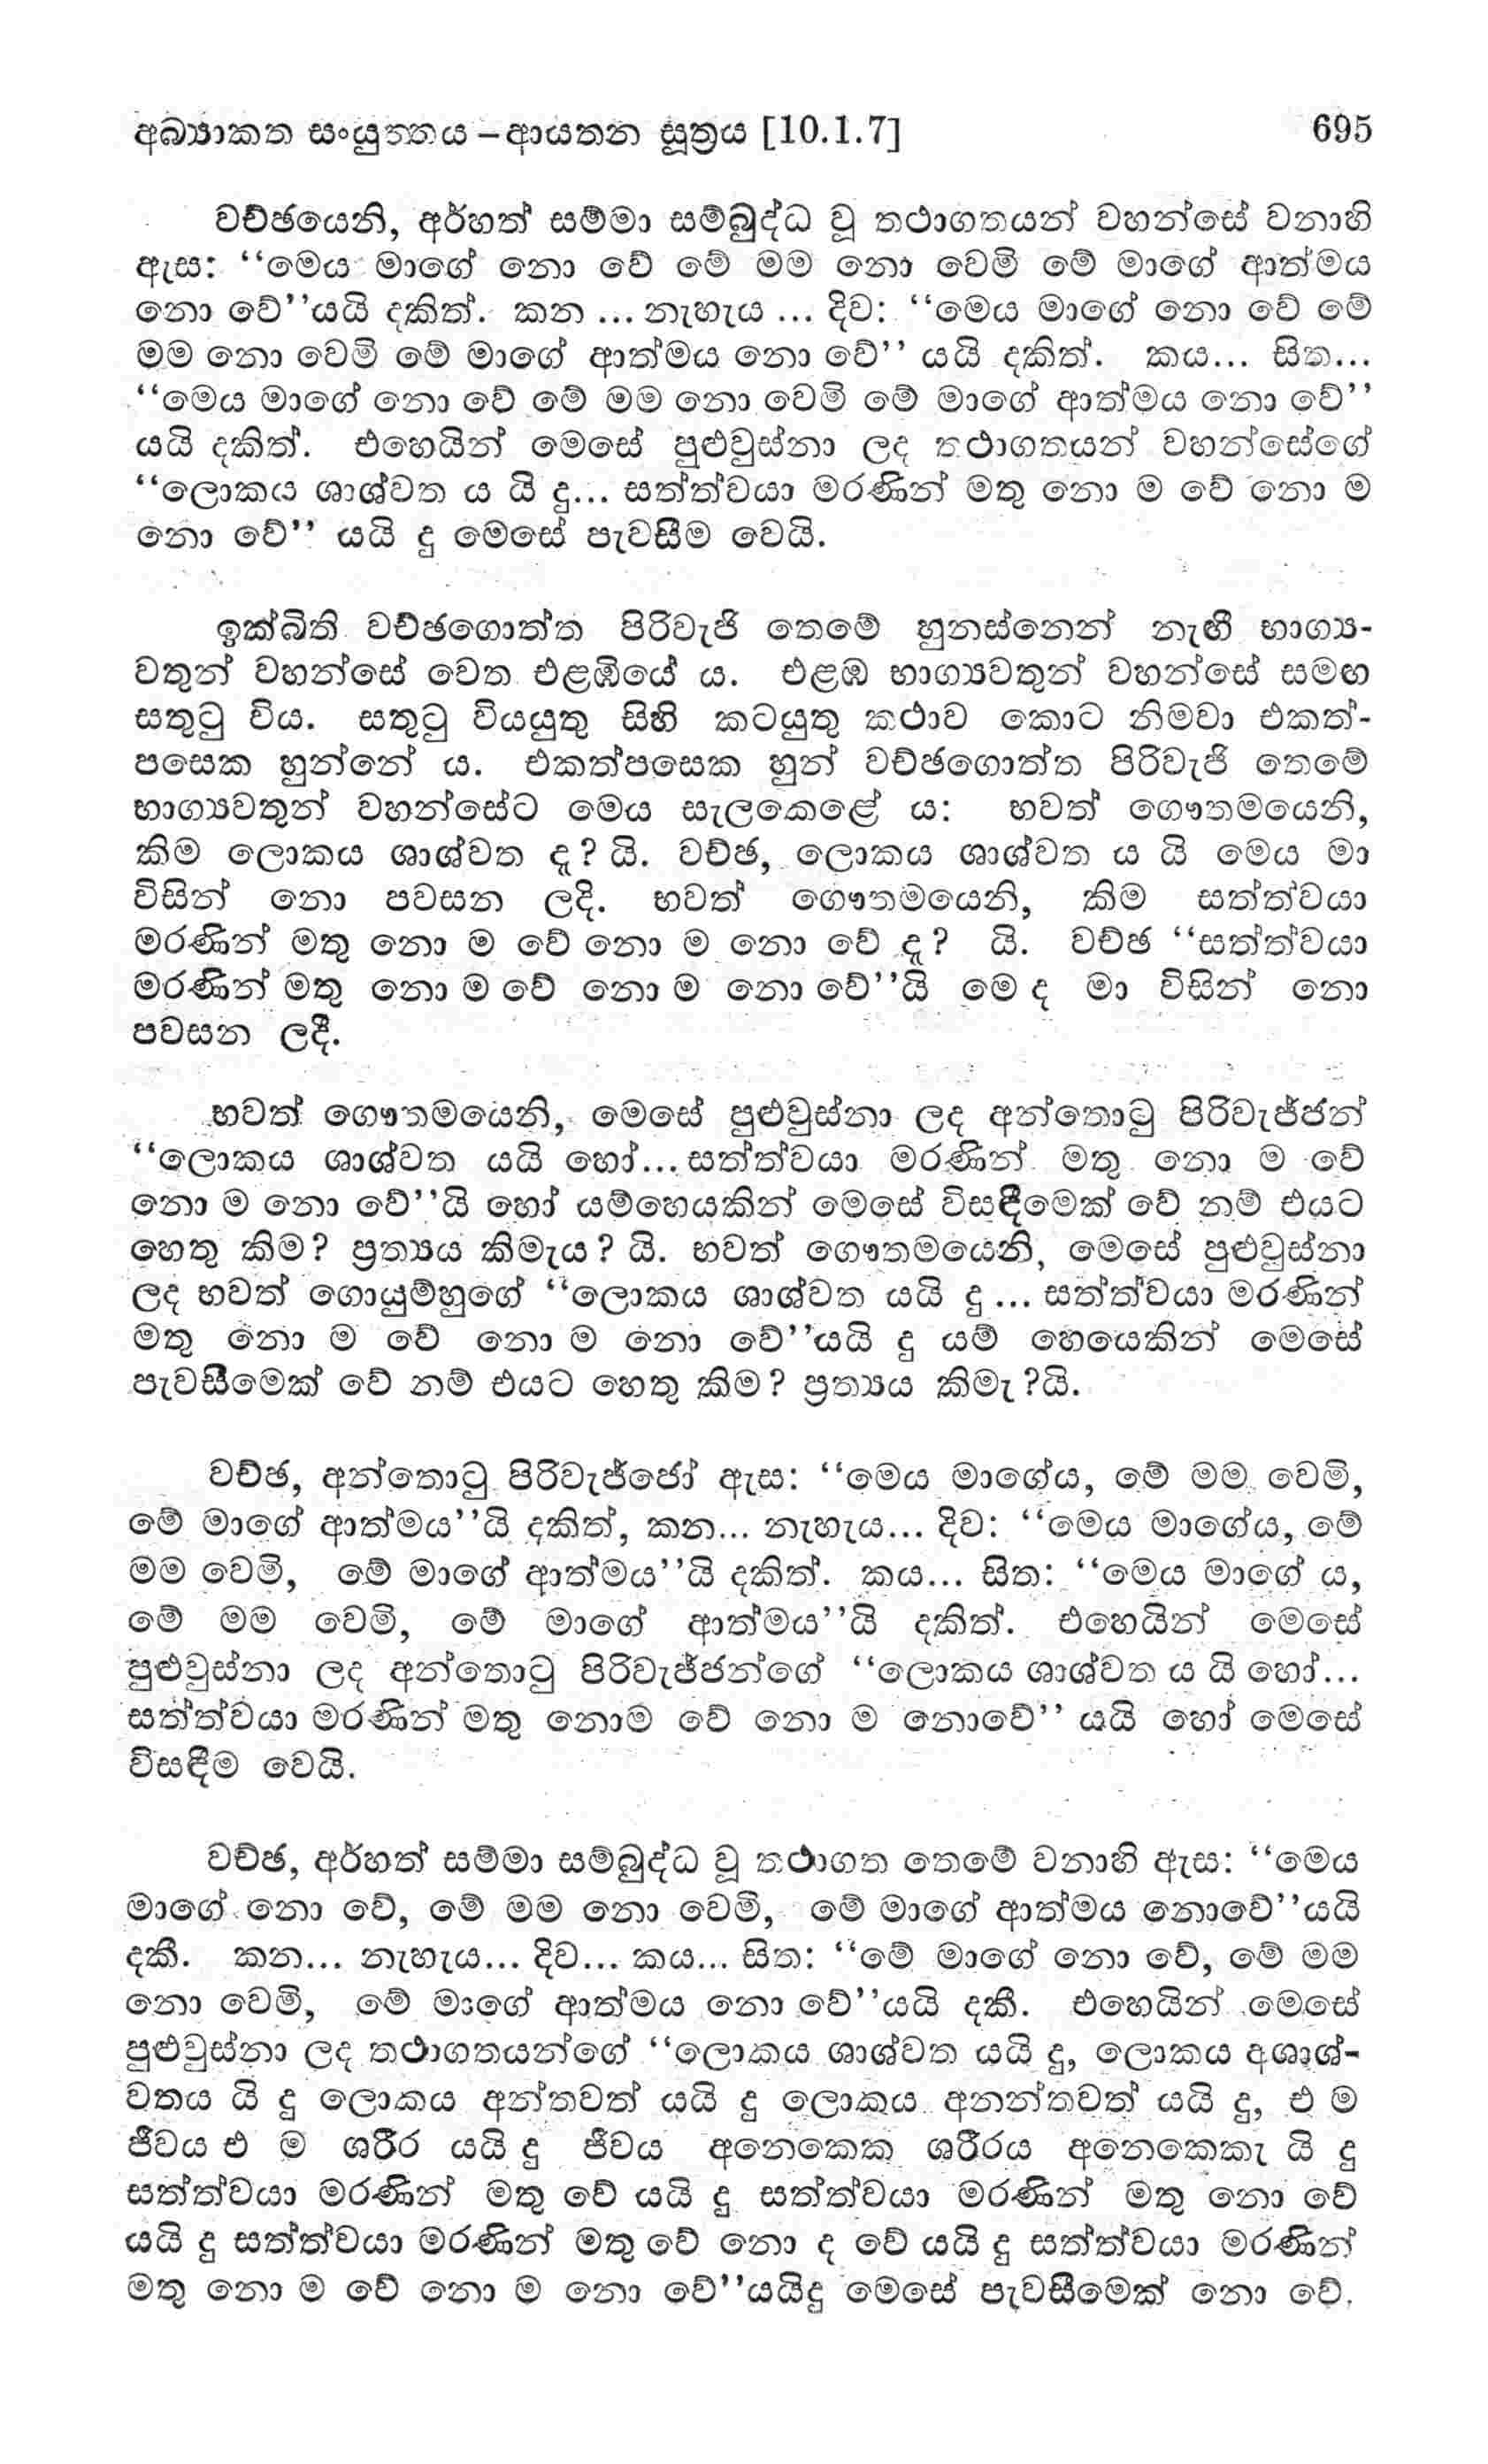 අබ්‍යාකත සංයුත්තය – ආයතන සූත්‍රය [10.1.7] 695
වච්ඡයෙනි, අර්හත් සම්මා සම්බුද්ධ වූ තථාගතයන් වහන්සේ වනාහි
ඇස: “මෙය මාගේ නො වේ මේ මම නො වෙමි මේ මාගේ ආත්මය
නො වේ”යයි දකිත්. කන ... නැහැය ... දිව: “මෙය මාගේ නො වේ මේ
මම නො වෙමි මේ මාගේ ආත්මය නො වේ” යයි දකිත්. කය... සිත...
“මෙය මාගේ නො වේ මේ මම නො වෙමි මේ මාගේ ආත්මය නො වේ”
යයි දකිත්. එහෙයින් මෙසේ පුළුවුස්නා ලද තථාගතයන් වහන්සේගේ
“ලොකය ශාශ්වත ය යි දු... සත්ත්වයා මරණින් මතු නො ම වේ නො ම
නො වේ” යයි දු මෙසේ පැවසීම වෙයි.
ඉක්බිති වච්ඡගොත්ත පිරිවැජි තෙමේ හුනස්නෙන් නැඟී භාග්‍ය-
වතුන් වහන්සේ වෙත එළඹියේ ය. එළඹ භාග්‍යවතුන් වහන්සේ සමඟ
සතුටු විය. සතුටු වියයුතු සිහි කටයුතු කථාව කොට නිමවා එකත්-
පසෙක හුන්නේ ය. එකත්පසෙක හුන් වච්ඡගොත්ත පිරිවැජි තෙමේ
භාග්‍යවතුන් වහන්සේට මෙය සැලකෙළේ ය: භවත් ගෞතමයෙනි,
කිම ලොකය ශාශ්වත දූ? යි. වච්ඡ, ලොකය ශාශ්වත ය යි මෙය මා
විසින් නො පවසන ලදි. භවත් ගෞතමයෙනි, කිම සත්ත්වයා
මරණින් මතු නො ම වේ නො ම නො වේ දූ? යි. වච්ඡ “සත්ත්වයා
මරණින් මතු නො ම වේ නො ම නො වේ”යි මෙ ද මා විසින් නො
පවසන ලදී.
භවත් ගෞතමයෙනි, මෙසේ පුළුවුස්නා ලද අන්තොටු පිරිවැජ්ජන්
“ලොකය ශාශ්වත යයි හෝ... සත්ත්වයා මරණින් මතු නො ම වේ
නො ම නො වේ”යි හෝ යම්හෙයකින් මෙසේ විසඳීමෙක් වේ නම් එයට
හෙතු කිම? ප්‍රත්‍යය කිමැය? යි. භවත් ගෞතමයෙනි, මෙසේ පුළුවුස්නා
ලද භවත් ගොයුම්හුගේ “ලොකය ශාශ්වත යයි දු ... සත්ත්වයා මරණින්
මතු නො ම වේ නො ම නො වේ”යයි දු යම් හෙයෙකින් මෙසේ
පැවසීමෙක් වේ නම් එයට හෙතු කිම? ප්‍රත්‍යය කිමැ?යි.
වච්ඡ, අන්තොටු පිරිවැජ්ජෝ ඇස: “මෙය මාගේය, මේ මම වෙමි,
මේ මාගේ ආත්මය”යි දකිත්, කන... නැහැය... දිව: “මෙය මාගේය, මේ
මම වෙමි, මේ මාගේ ආත්මය”යි දකිත්. කය... සිත: “මෙය මාගේ ය,
මේ මම වෙමි, මේ මාගේ ආත්මය”යි දකිත්. එහෙයින් මෙසේ
පුළුවුස්නා ලද අන්තොටු පිරිවැජ්ජන්ගේ “ලොකය ශාශ්වත ය යි හෝ...
සත්ත්වයා මරණින් මතු නොම වේ නො ම නොවේ” යයි හෝ මෙසේ
විසඳීම වෙයි.
වච්ඡ, අර්හත් සම්මා සම්බුද්ධ වූ තථාගත තෙමේ වනාහි ඇස: “මෙය
මාගේ නො වේ, මේ මම නො වෙමි, මේ මාගේ ආත්මය නොවේ”යයි
දකී. කන... නැහැය... දිව... කය... සිත: “මේ මාගේ නො වේ, මේ මම
නො වෙමි, මේ මාගේ ආත්මය නො වේ”යයි දකී. එහෙයින් මෙසේ
පුළුවුස්නා ලද තථාගතයන්ගේ “ලොකය ශාශ්වත යයි දු, ලොකය අශාශ්-
වතය යි දු ලොකය අන්තවත් යයි දු ලොකය අනන්තවත් යයි දු, එ ම
ජීවය එ ම ශරීර යයි දු ජීවය අනෙකෙක ශරීරය අනෙකෙකැ යි දු
සත්ත්වයා මරණින් මතු වේ යයි දු සත්ත්වයා මරණින් මතු නො වේ
යයි දු සත්ත්වයා මරණින් මතු වේ නො ද වේ යයි දු සත්ත්වයා මරණින්
මතු නො ම වේ නො ම නො වේ”යයිදු මෙසේ පැවසීමෙක් නො වේ.